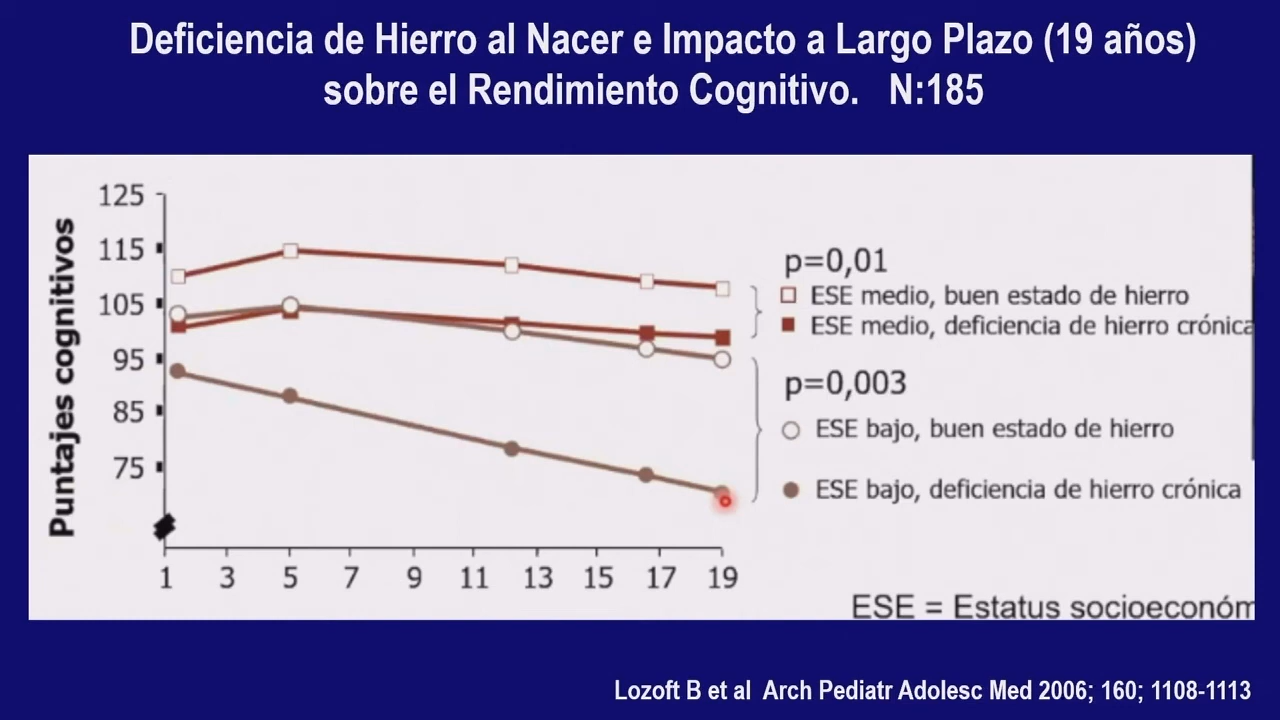 Deficiencia de Hierro al Nacer e Impacto a Largo Plazo (19 años)
sobre el Rendimiento Cognitivo. N:185
Puntajes cognitivos
125
115
105
95
85
75
1 3 5 7 9 11 13 15 17 19
p=0,01
ESE medio, buen estado de hierro
ESE medio, deficiencia de hierro crónica
p=0,003
ESE bajo, buen estado de hierro
ESE bajo, deficiencia de hierro crónica
ESE = Estatus socioeconóm
Lozoft B et al Arch Pediatr Adolesc Med 2006; 160; 1108-1113